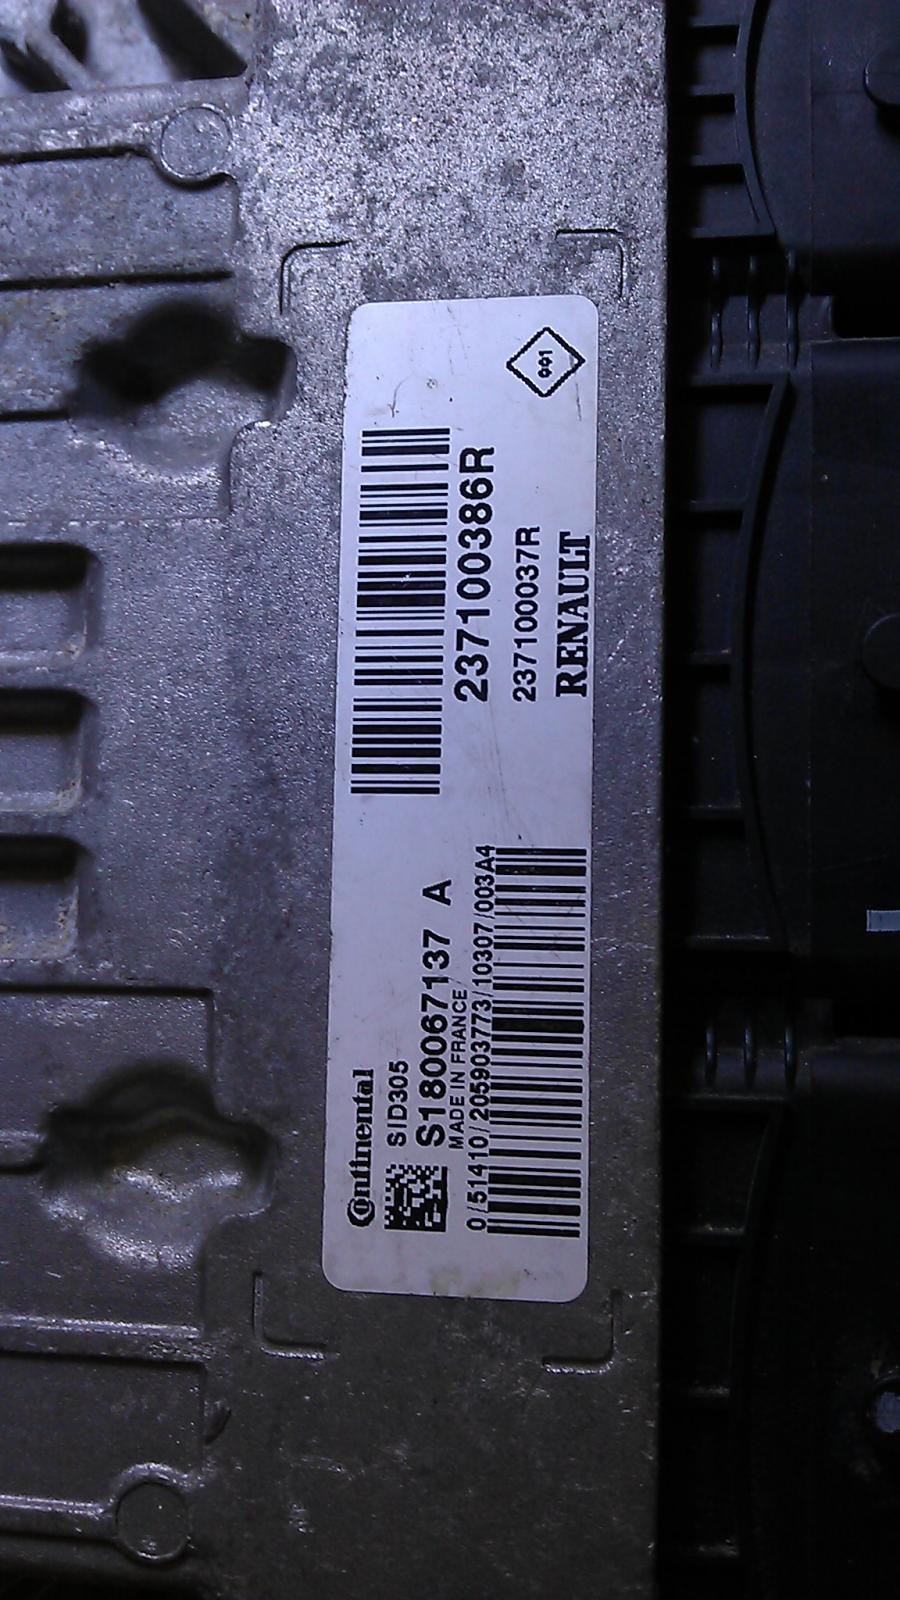 Continental
SID305
S180067137 A
MADE IN FRANCE
0/51410/205903773/10307/003A4
237100386R
237100037R
RENAULT